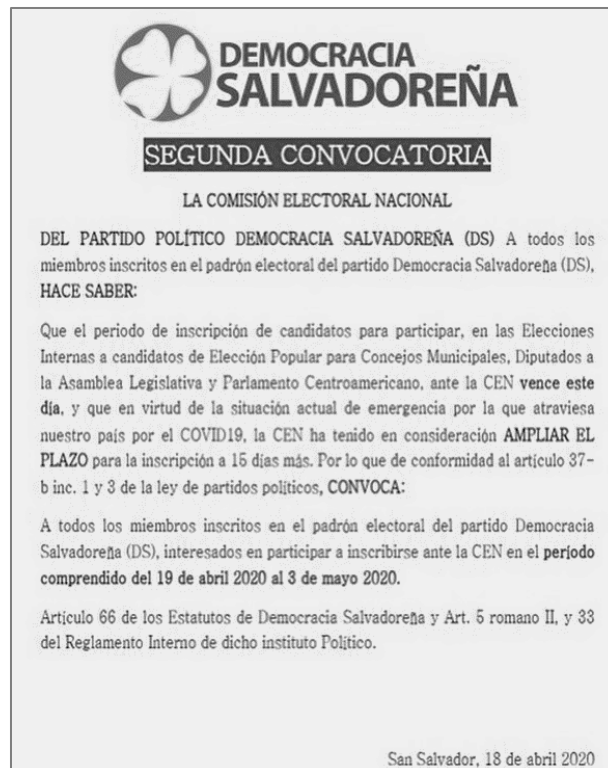 DEMOCRACIA
SALVADOREÑA
SEGUNDA CONVOCATORIA
LA COMISIÓN ELECTORAL NACIONAL
DEL PARTIDO POLÍTICO DEMOCRACIA SALVADOREÑA (DS) A todos los
miembros inscritos en el padrón electoral del partido Democracia Salvadoreña (DS),
HACE SABER:
Que el periodo de inscripción de candidatos para participar, en las Elecciones
Internas a candidatos de Elección Popular para Concejos Municipales, Diputados a
la Asamblea Legislativa y Parlamento Centroamericano, ante la CEN vence este
día, y que en virtud de la situación actual de emergencia por la que atraviesa
nuestro país por el COVID19, la CEN ha tenido en consideración AMPLIAR EL
PLAZO para la inscripción a 15 días más. Por lo que de conformidad al artículo 37-
b inc. 1 y 3 de la ley de partidos políticos, CONVOCA:
A todos los miembros inscritos en el padrón electoral del partido Democracia
Salvadoreña (DS), interesados en participar a inscribirse ante la CEN en el periodo
comprendido del 19 de abril 2020 al 3 de mayo 2020.
Artículo 66 de los Estatutos de Democracia Salvadoreña y Art. 5 romano II, y 33
del Reglamento Interno de dicho instituto Político.
San Salvador, 18 de abril 2020